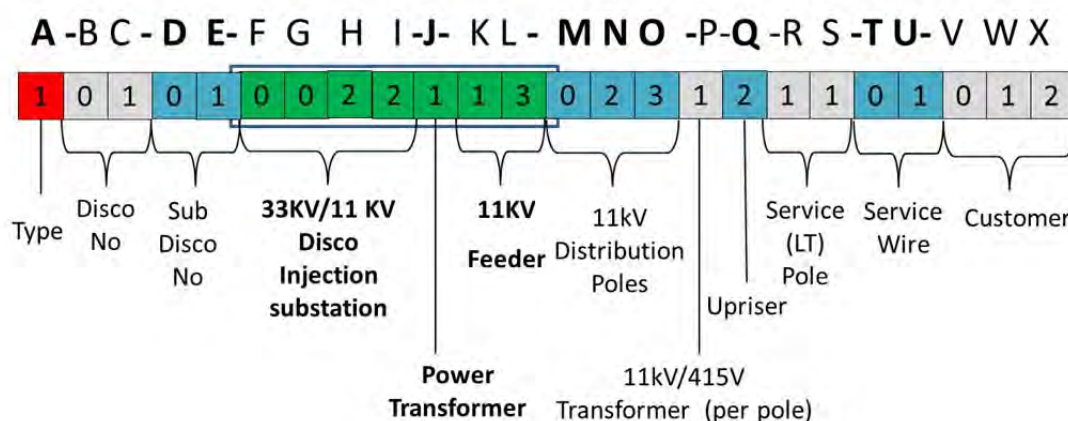 A -B C - D E- F G H I -J- K L - M N O -P-Q -R S -T U- V W X
1 0 1 0 1 0 0 2 2 1 1 3 0 2 3 1 2 1 1 0 1 0 1 2
Type
Disco
No
Sub
Disco
No
33KV/11 KV
Disco
Injection
substation
Power
Transformer
11KV
Feeder
11kV
Distribution
Poles
11kV/415V
Transformer (per pole)
Upriser
Service
(LT)
Pole
Service
Wire
Customer